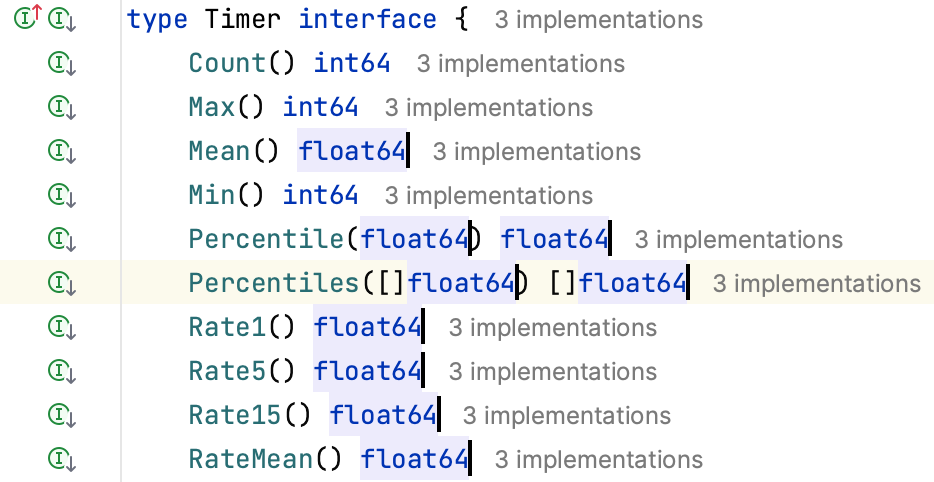 type Timer interface { 3 implementations
Count() int64 3 implementations
Max() int64 3 implementations
Mean() float64 3 implementations
Min() int64 3 implementations
Percentile(float64) float64 3 implementations
Percentiles([]float64) []float64 3 implementations
Rate1() float64 3 implementations
Rate5() float64 3 implementations
Rate15() float64 3 implementations
RateMean() float64 3 implementations